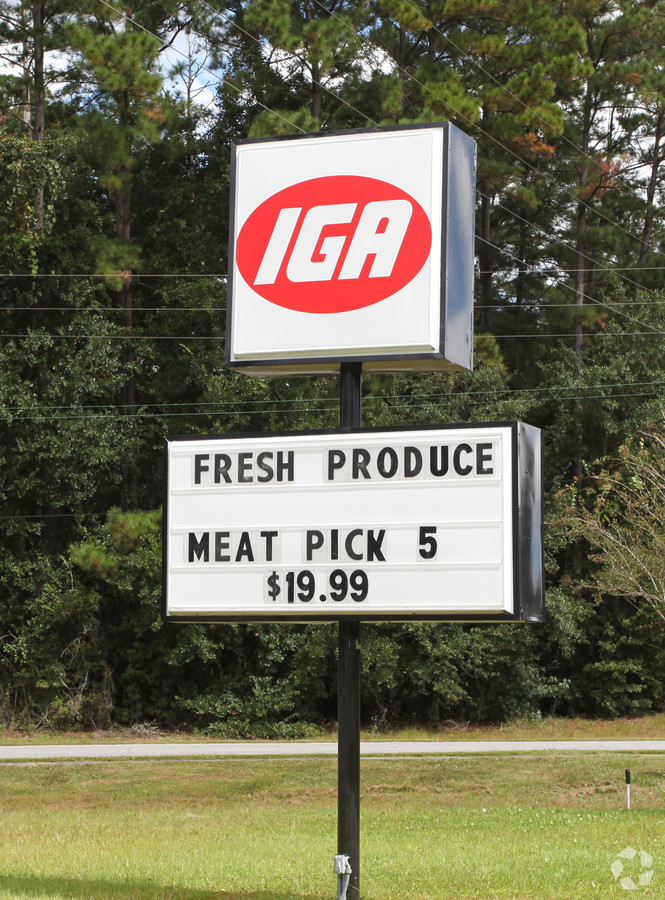 IGA
FRESH PRODUCE
MEAT PICK 5
$19.99